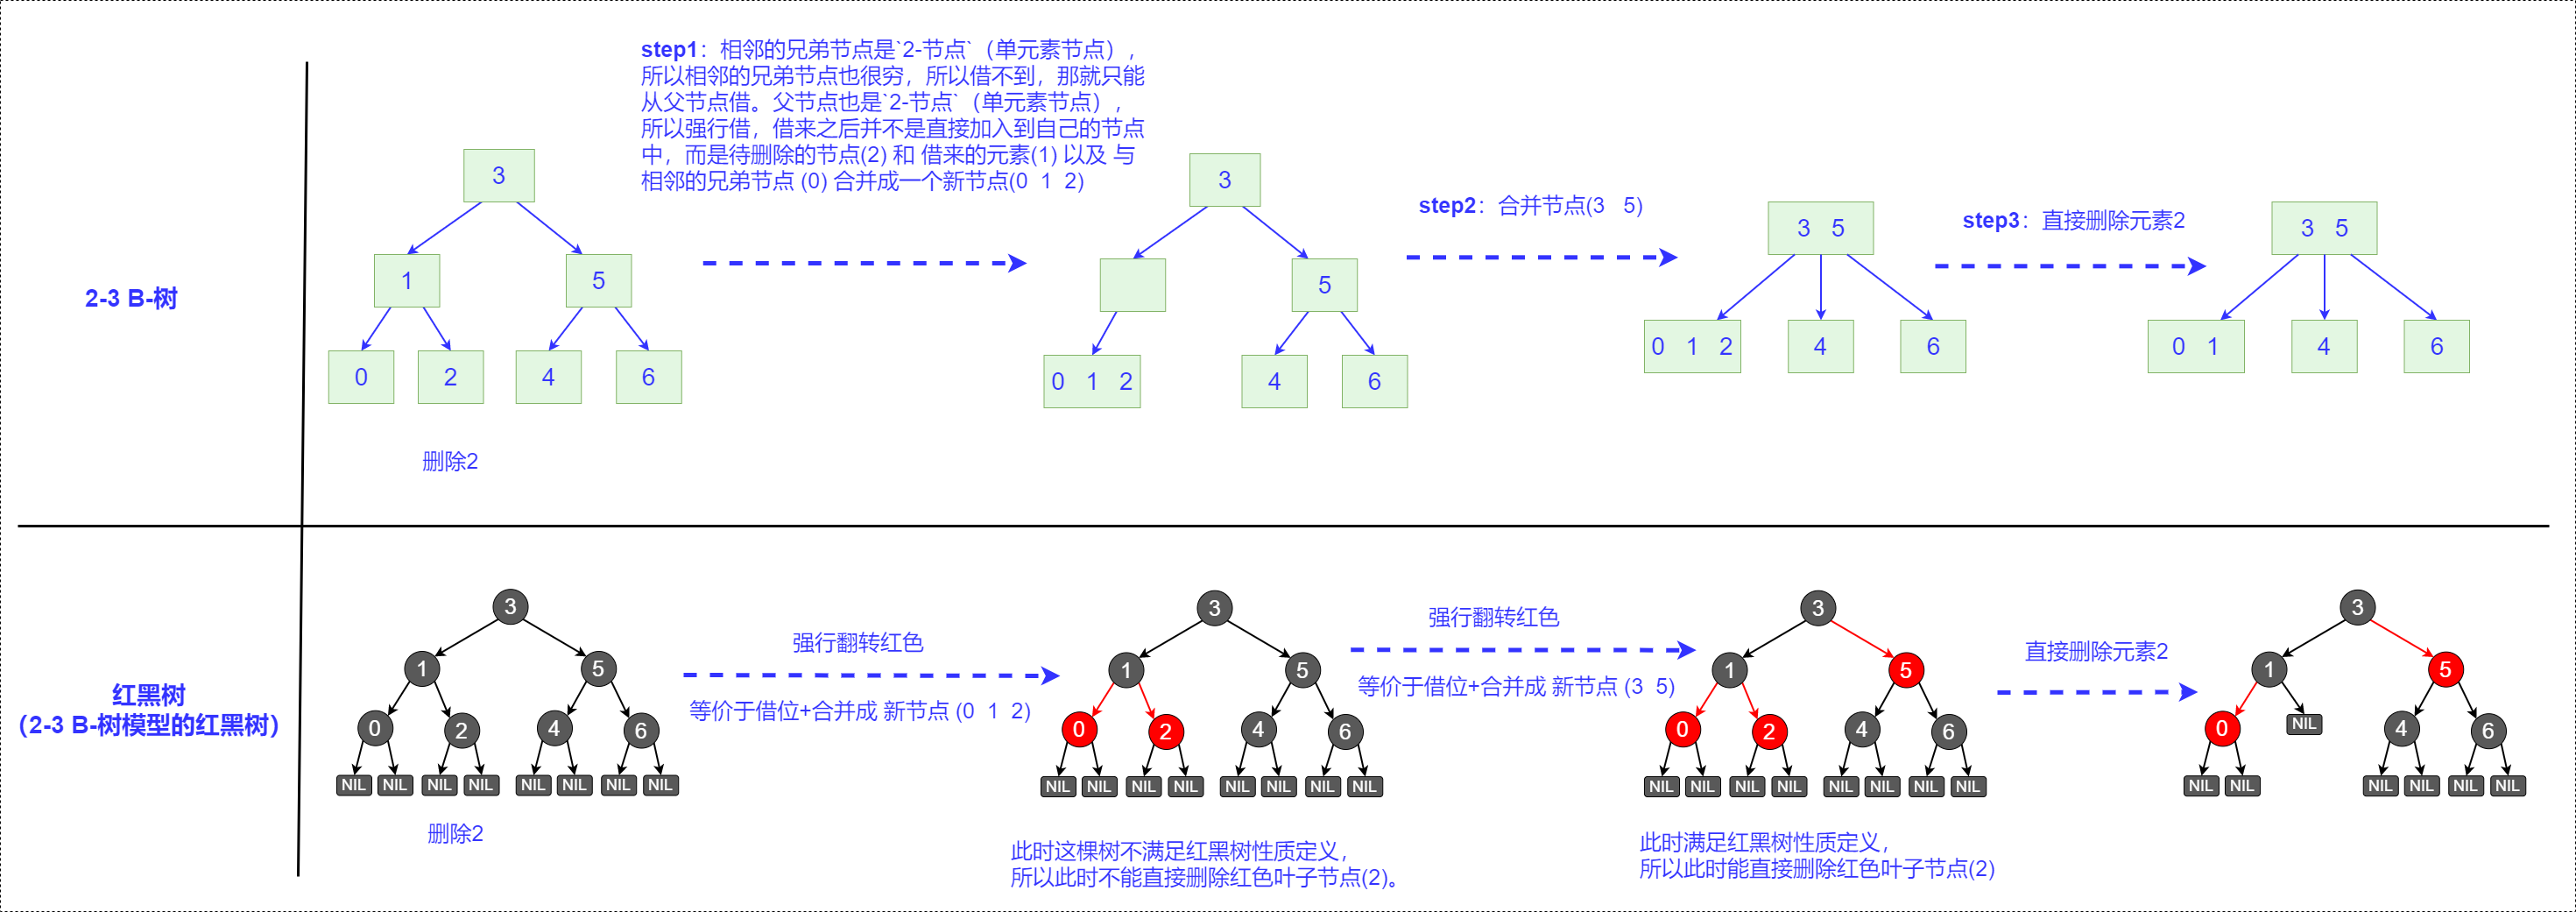 step1：相邻的兄弟节点是`2-节点`（单元素节点），
所以相邻的兄弟节点也很穷，所以借不到，那就只能
从父节点借。父节点也是`2-节点`（单元素节点），
所以强行借，借来之后并不是直接加入到自己的节点
中，而是待删除的节点(2) 和 借来的元素(1) 以及 与
相邻的兄弟节点 (0) 合并成一个新节点(0 1 2)
step2：合并节点(3 5)
step3：直接删除元素2
2-3 B-树
3
1
5
0
2
4
6
删除2
3
5
0 1 2
4
6
3 5
0 1 2
4
6
3 5
0 1
4
6
红黑树
（2-3 B-树模型的红黑树）
3
1
5
0
2
4
6
NIL
NIL
NIL
NIL
NIL
NIL
NIL
NIL
删除2
强行翻转红色
等价于借位+合并成 新节点 (0 1 2)
3
1
5
0
2
4
6
NIL
NIL
NIL
NIL
NIL
NIL
NIL
NIL
此时这棵树不满足红黑树性质定义，
所以此时不能直接删除红色叶子节点(2)。
强行翻转红色
等价于借位+合并成 新节点 (3 5)
3
1
5
0
2
4
6
NIL
NIL
NIL
NIL
NIL
NIL
NIL
NIL
此时满足红黑树性质定义，
所以此时能直接删除红色叶子节点(2)
直接删除元素2
3
1
5
0
NIL
4
6
NIL
NIL
NIL
NIL
NIL
NIL